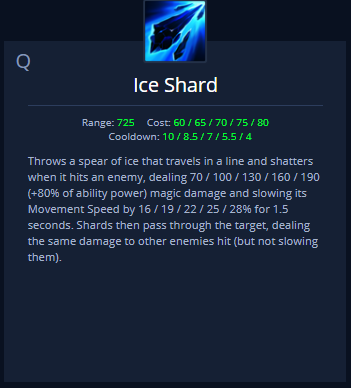 Q
Ice Shard
Range: 725 Cost: 60 / 65 / 70 / 75 / 80
Cooldown: 10 / 8.5 / 7 / 5.5 / 4
Throws a spear of ice that travels in a line and shatters
when it hits an enemy, dealing 70 / 100 / 130 / 160 / 190
(+80% of ability power) magic damage and slowing its
Movement Speed by 16 / 19 / 22 / 25 / 28% for 1.5
seconds. Shards then pass through the target, dealing
the same damage to other enemies hit (but not slowing
them).